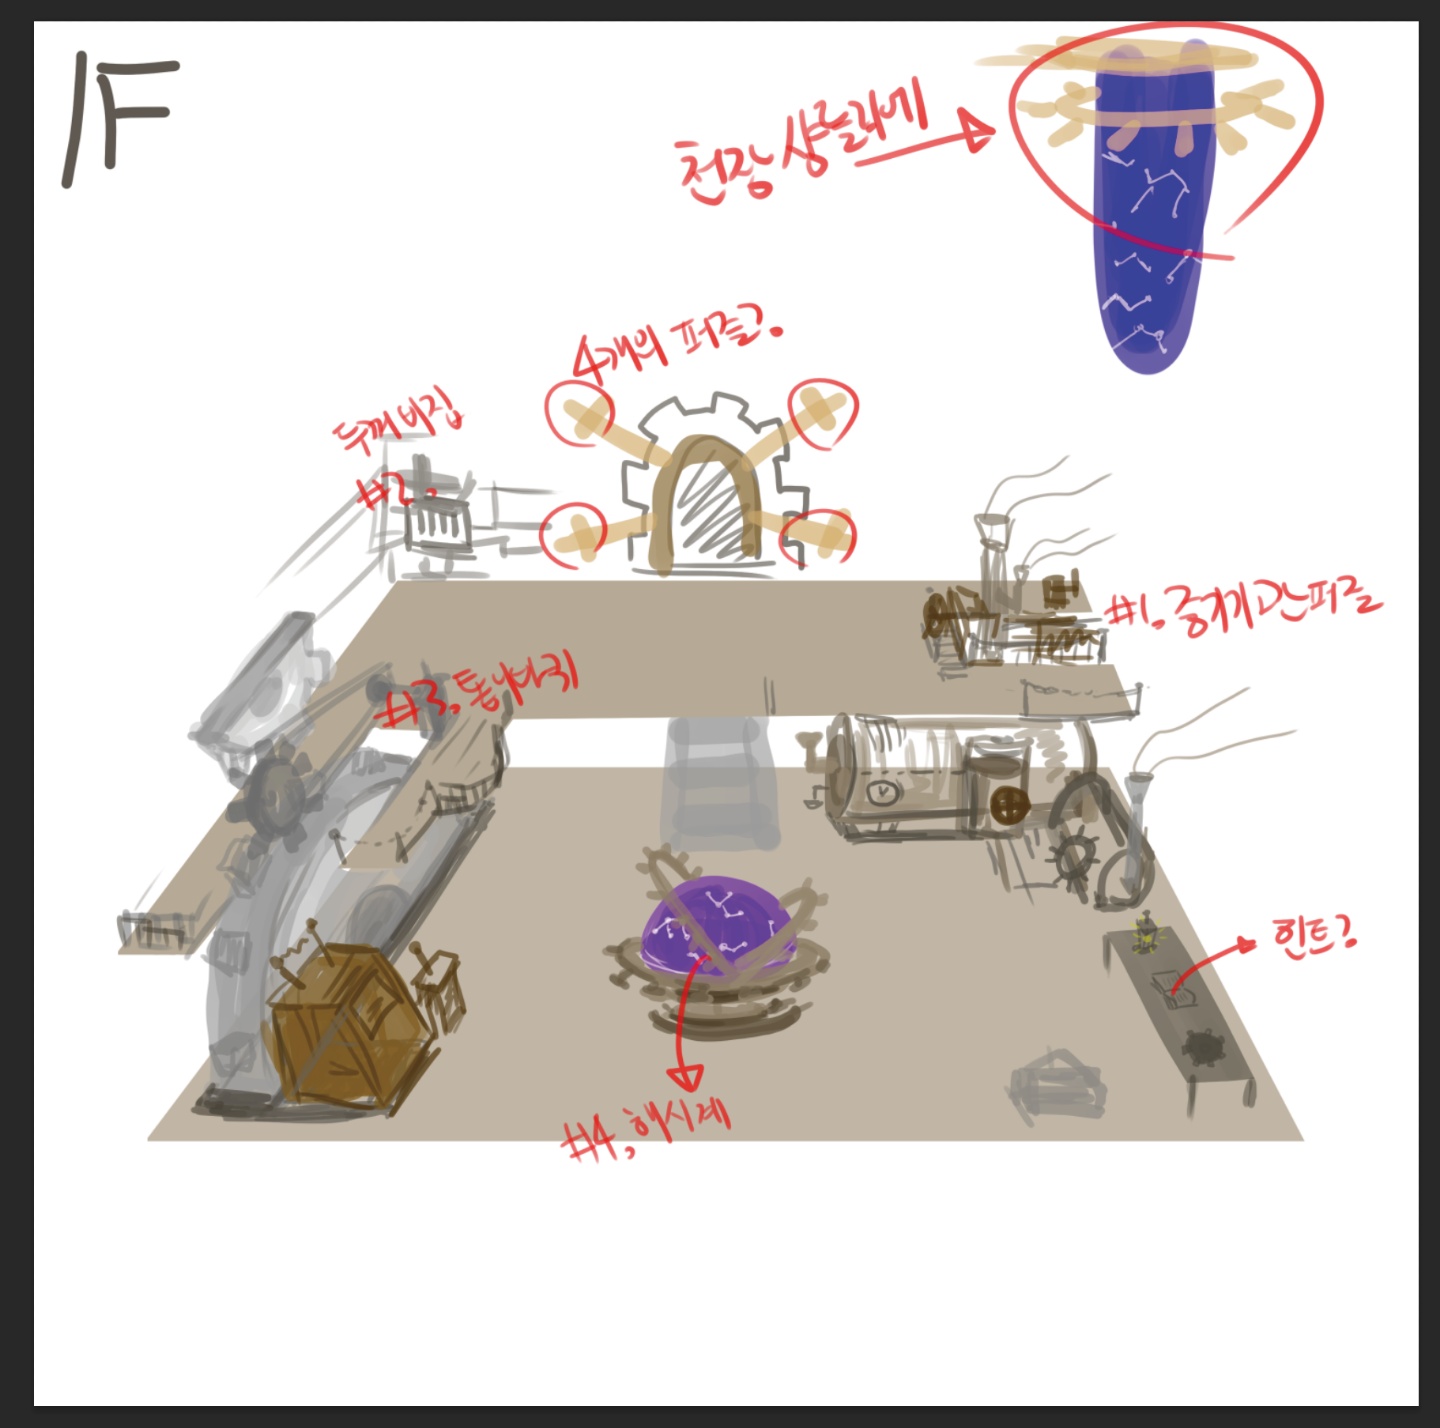 1F
천장 샹들리에
4개의 퍼즐?
두꺼비집
#2.
#1. 증기기관퍼즐
#3. 톱니바퀴
힌트?
#4, 해시계